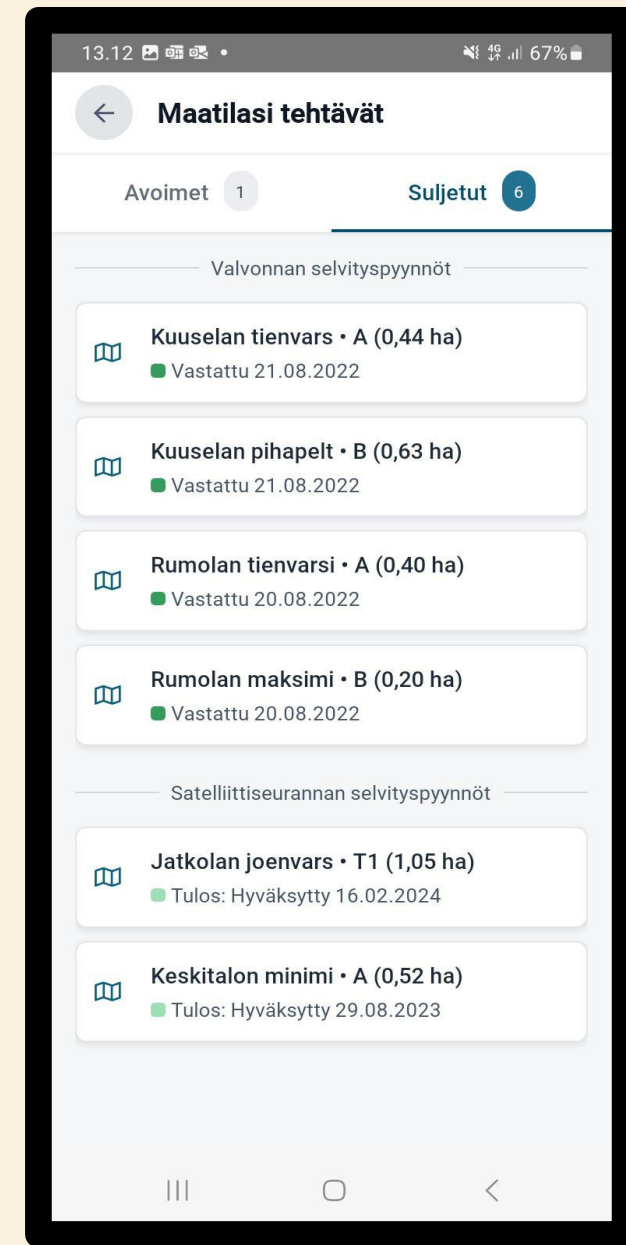 13.12 4G 67%
Maatilasi tehtävät
Avoimet 1 Suljetut 6
Valvonnan selvityspyynnöt
Kuuselan tienvars • A (0,44 ha)
Vastattu 21.08.2022
Kuuselan pihapelt • B (0,63 ha)
Vastattu 21.08.2022
Rumolan tienvarsi • A (0,40 ha)
Vastattu 20.08.2022
Rumolan maksimi • B (0,20 ha)
Vastattu 20.08.2022
Satelliittiseurannan selvityspyynnöt
Jatkolan joenvars • T1 (1,05 ha)
Tulos: Hyväksytty 16.02.2024
Keskitalon minimi • A (0,52 ha)
Tulos: Hyväksytty 29.08.2023